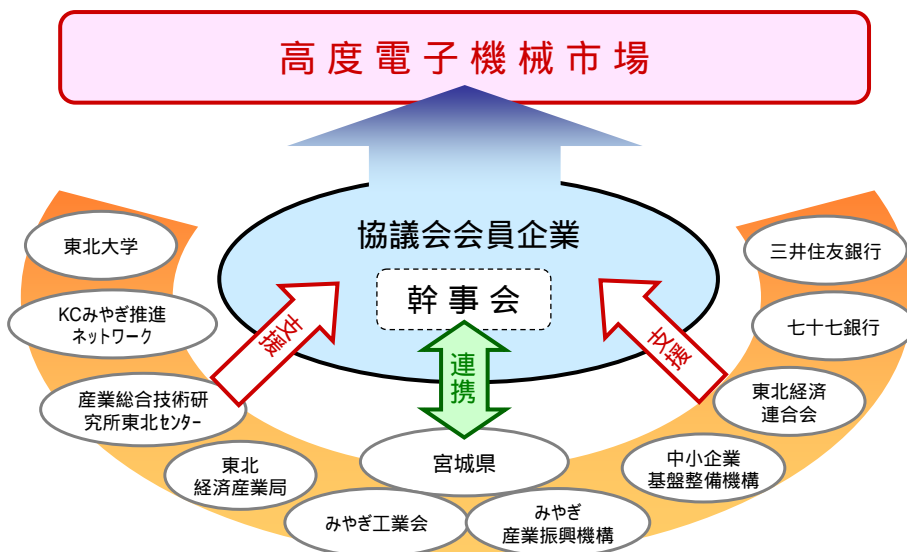 高度電子機械市場
協議会会員企業
幹事会
支援
支援
連携
東北大学
KCみやぎ推進
ネットワーク
産業総合技術研
究所東北センター
東北
経済産業局
みやぎ工業会
宮城県
みやぎ
産業振興機構
中小企業
基盤整備機構
東北経済
連合会
七十七銀行
三井住友銀行